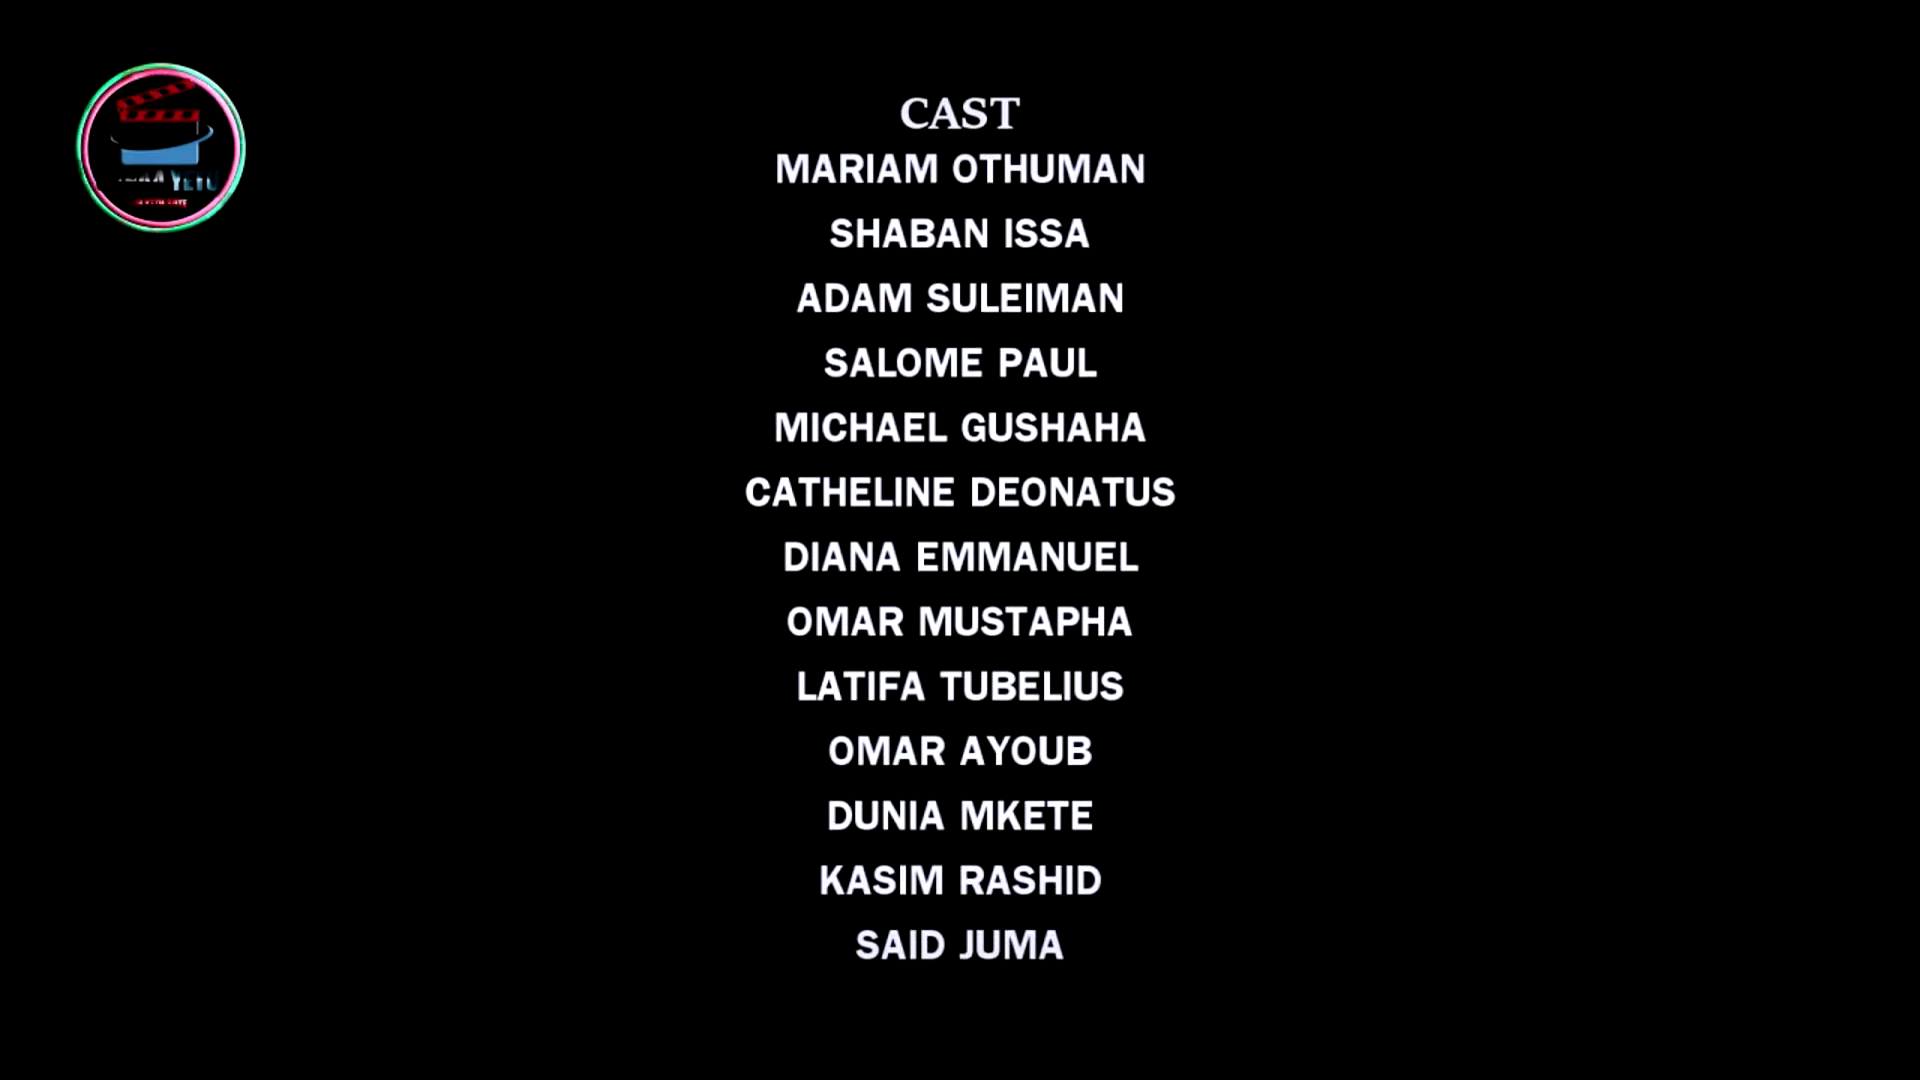 CAST
MARIAM OTHUMAN
SHABAN ISSA
ADAM SULEIMAN
SALOME PAUL
MICHAEL GUSHAHA
CATHELINE DEONATUS
DIANA EMMANUEL
OMAR MUSTAPHA
LATIFA TUBELIUS
OMAR AYOUB
DUNIA MKETE
KASIM RASHID
SAID JUMA
YETU